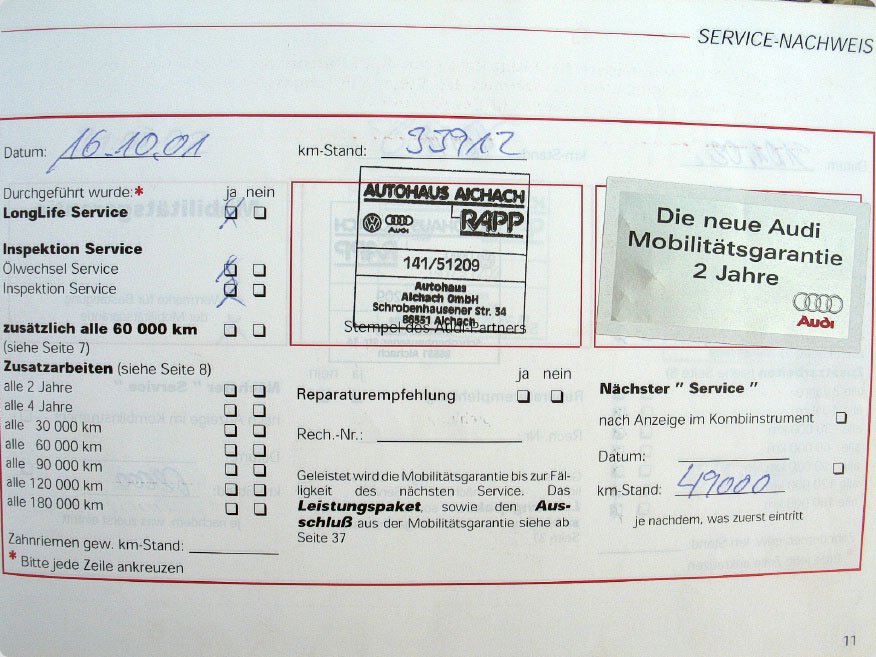 SERVICE-NACHWEIS
Datum: 16.10.01
km-Stand: 33912
Durchgeführt wurde:* ja nein
LongLife Service
Inspektion Service
Ölwechsel Service
Inspektion Service
zusätzlich alle 60 000 km
(siehe Seite 7)
Zusatzarbeiten (siehe Seite 8)
alle 2 Jahre
alle 4 Jahre
alle 30 000 km
alle 60 000 km
alle 90 000 km
alle 120 000 km
alle 180 000 km
Zahnriemen gew. km-Stand:
* Bitte jede Zeile ankreuzen
AUTOHAUS AICHACH
RAPP
Audi
141/51209
Autohaus
Aichach GmbH
Schrobenhausener Str. 34
86551 Aichach
Stempel des Audi-Partners
ja nein
Reparaturempfehlung
Rech.-Nr.:
Geleistet wird die Mobilitätsgarantie bis zur Fäl-
ligkeit des nächsten Service. Das
Leistungspaket, sowie den Aus-
schluß aus der Mobilitätsgarantie siehe ab
Seite 37
Die neue Audi
Mobilitätsgarantie
2 Jahre
Audi
Nächster " Service "
nach Anzeige im Kombiinstrument
Datum:
km-Stand: 49000
je nachdem, was zuerst eintritt
11